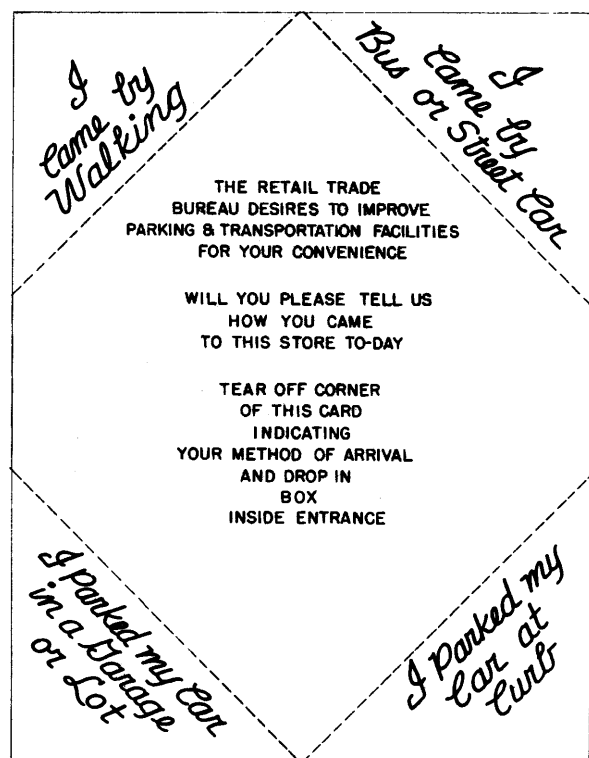 I
Came by
Walking
I
Came by
Bus or Street Car
THE RETAIL TRADE
BUREAU DESIRES TO IMPROVE
PARKING & TRANSPORTATION FACILITIES
FOR YOUR CONVENIENCE
WILL YOU PLEASE TELL US
HOW YOU CAME
TO THIS STORE TO-DAY
TEAR OFF CORNER
OF THIS CARD
INDICATING
YOUR METHOD OF ARRIVAL
AND DROP IN
BOX
INSIDE ENTRANCE
I Parked my Car
in a Garage
or Lot
I Parked my
Car at
Curb